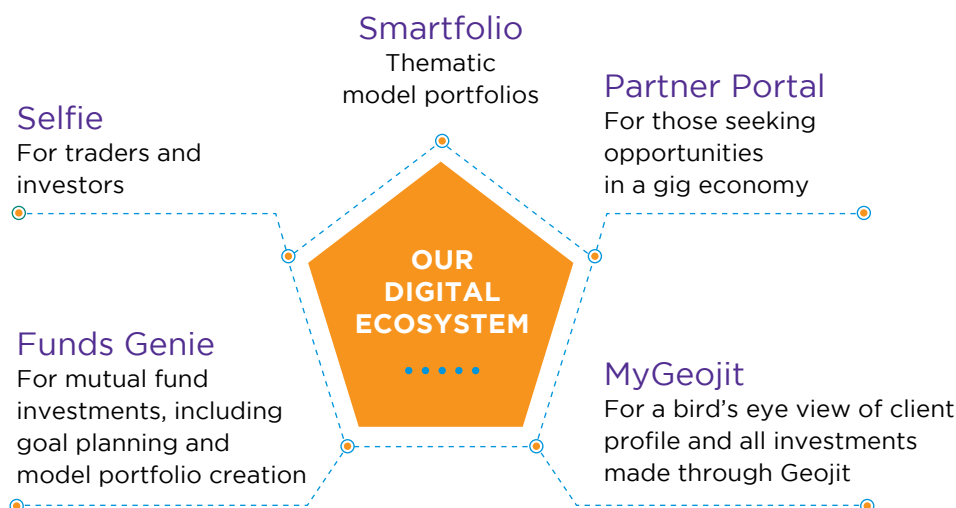 Smartfolio
Thematic
model portfolios
Selfie
For traders and
investors
Partner Portal
For those seeking
opportunities
in a gig economy
OUR
DIGITAL
ECOSYSTEM
Funds Genie
For mutual fund
investments, including
goal planning and
model portfolio creation
MyGeojit
For a bird’s eye view of client
profile and all investments
made through Geojit